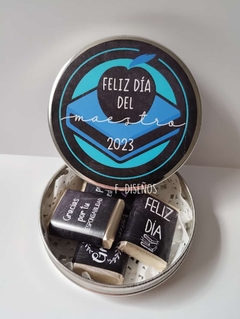 FELIZ DÍA
DEL
maestro
2023
F-DISEÑOS
Gracias
por tu
FELIZ
DÍA